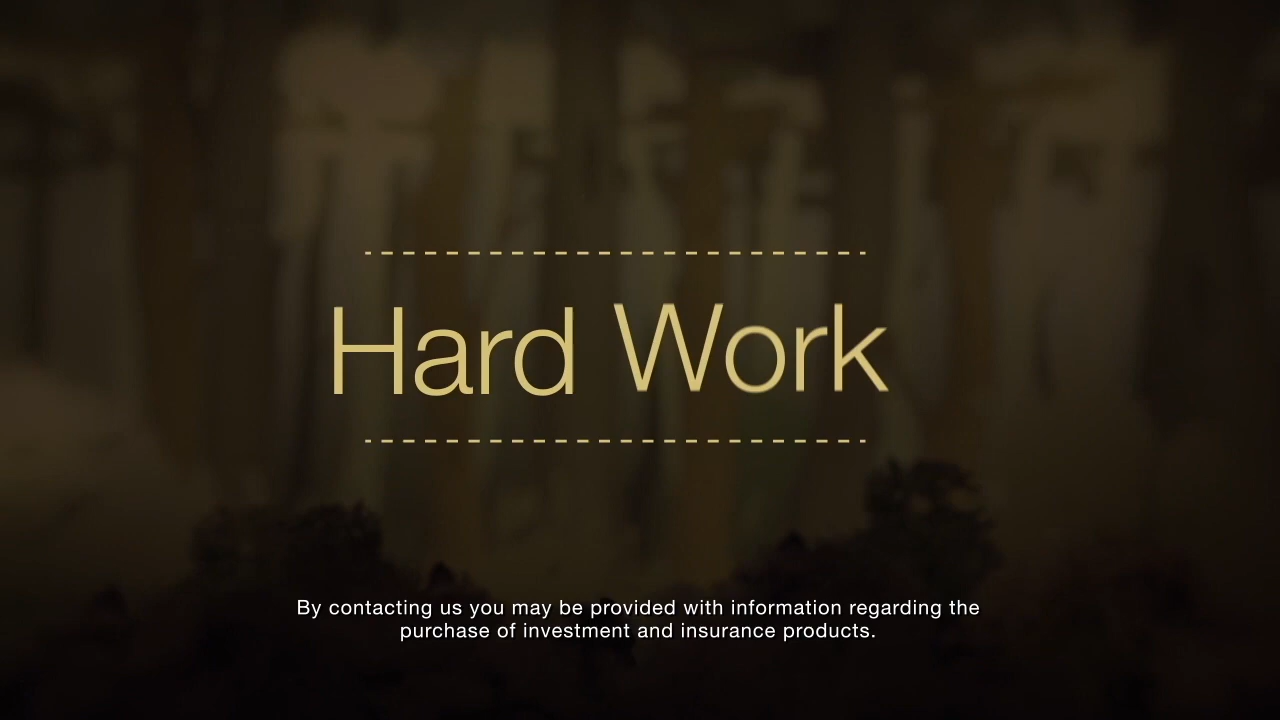 Hard Work
By contacting us you may be provided with information regarding the
purchase of investment and insurance products.